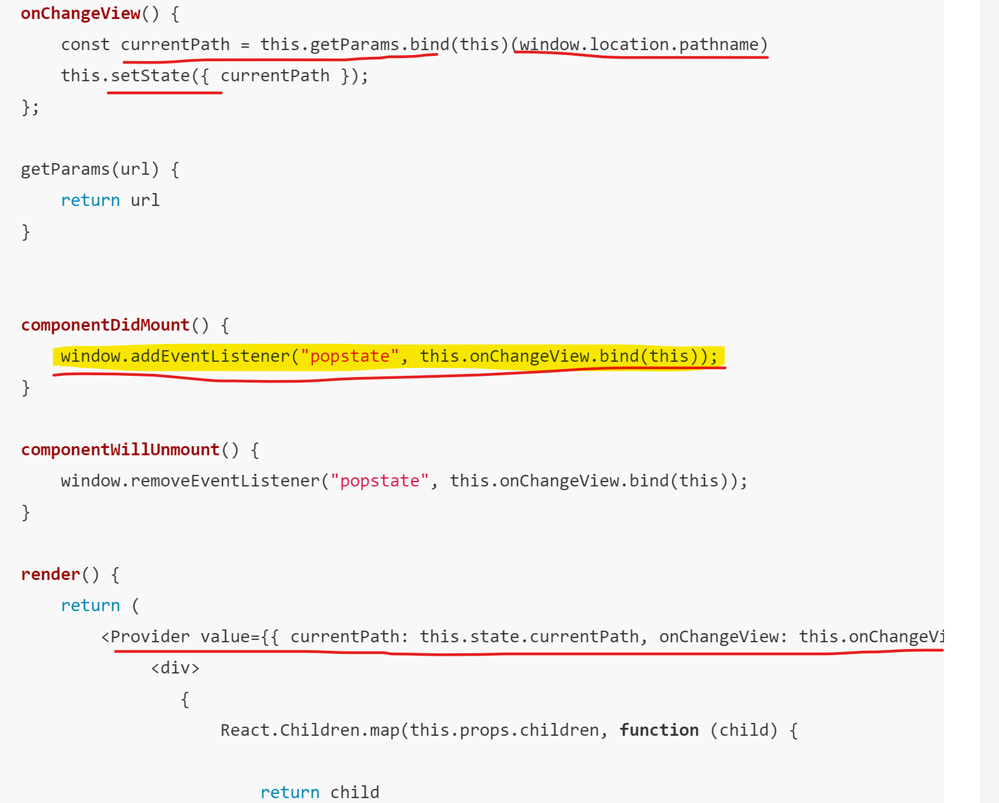 onChangeView() {
const currentPath = this.getParams.bind(this)(window.location.pathname)
this.setState({ currentPath });
};
getParams(url) {
return url
}
componentDidMount() {
window.addEventListener("popstate", this.onChangeView.bind(this));
}
componentWillUnmount() {
window.removeEventListener("popstate", this.onChangeView.bind(this));
}
render() {
return (
<Provider value={{ currentPath: this.state.currentPath, onChangeView: this.onChangeVi
<div>
{
React.Children.map(this.props.children, function (child) {
return child